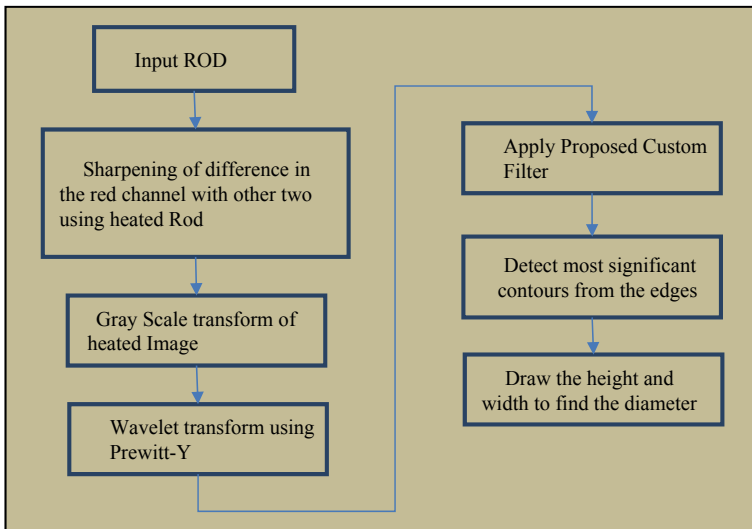 Input ROD
Sharpening of difference in
the red channel with other two
using heated Rod
Gray Scale transform of
heated Image
Wavelet transform using
Prewitt-Y
Apply Proposed Custom
Filter
Detect most significant
contours from the edges
Draw the height and
width to find the diameter